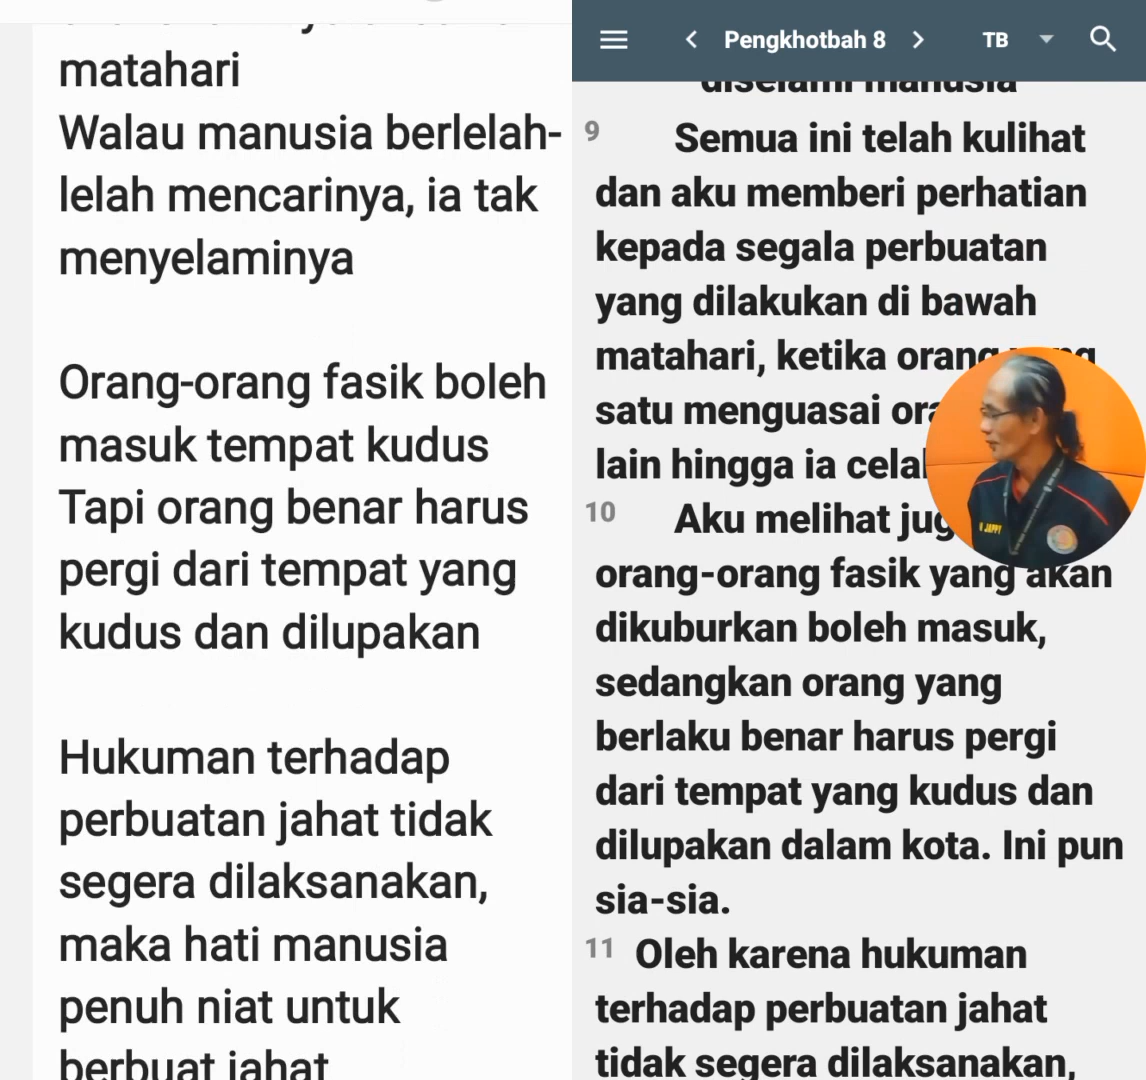 matahari
Walau manusia berlelah-
lelah mencarinya, ia tak
menyelaminya
Orang-orang fasik boleh
masuk tempat kudus
Tapi orang benar harus
pergi dari tempat yang
kudus dan dilupakan
Hukuman terhadap
perbuatan jahat tidak
segera dilaksanakan,
maka hati manusia
penuh niat untuk
berbuat jahat
Pengkhotbah 8
TB
diselami manusia
9 Semua ini telah kulihat
dan aku memberi perhatian
kepada segala perbuatan
yang dilakukan di bawah
matahari, ketika orang
satu menguasai
lain hingga ia
10 Aku melihat
orang-orang fasik yang akan
dikuburkan boleh masuk,
sedangkan orang yang
berlaku benar harus pergi
dari tempat yang kudus dan
dilupakan dalam kota. Ini pun
sia-sia.
11 Oleh karena hukuman
terhadap perbuatan jahat
tidak segera dilaksanakan,
JAPPY